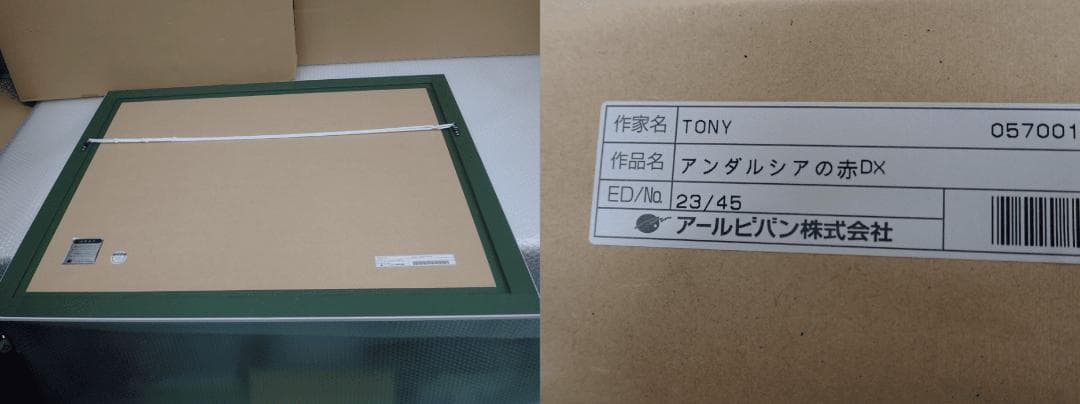 作家名 TONY 057001
作品名 アンダルシアの赤DX
ED/No. 23/45
アールビバン株式会社